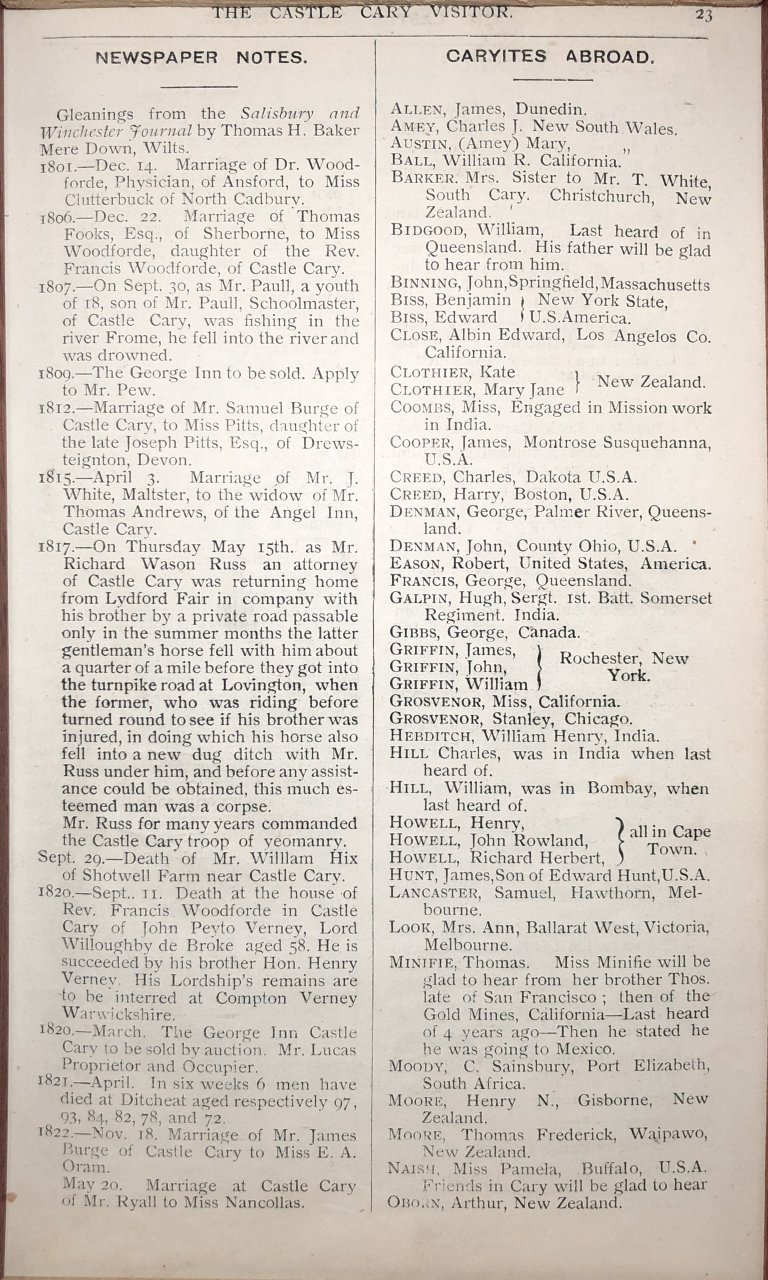 THE CASTLE CARY VISITOR. 23
NEWSPAPER NOTES.
Gleanings from the Salisbury and
Winchester Journal by Thomas H. Baker
Mere Down, Wilts.
1801.—Dec. 14. Marriage of Dr. Wood-
forde, Physician, of Ansford, to Miss
Clutterbuck of North Cadbury.
1806.—Dec. 22. Marriage of Thomas
Fooks, Esq., of Sherborne, to Miss
Woodforde, daughter of the Rev.
Francis Woodforde, of Castle Cary.
1807.—On Sept. 30, as Mr. Paull, a youth
of 18, son of Mr. Paull, Schoolmaster,
of Castle Cary, was fishing in the
river Frome, he fell into the river and
was drowned.
1809.—The George Inn to be sold. Apply
to Mr. Pew.
1812.—Marriage of Mr. Samuel Burge of
Castle Cary, to Miss Pitts, daughter of
the late Joseph Pitts, Esq., of Drews-
teignton, Devon.
1815.—April 3. Marriage of Mr. J.
White, Maltster, to the widow of Mr.
Thomas Andrews, of the Angel Inn,
Castle Cary.
1817.—On Thursday May 15th. as Mr.
Richard Wason Russ an attorney
of Castle Cary was returning home
from Lydford Fair in company with
his brother by a private road passable
only in the summer months the latter
gentleman's horse fell with him about
a quarter of a mile before they got into
the turnpike road at Lovington, when
the former, who was riding before
turned round to see if his brother was
injured, in doing which his horse also
fell into a new dug ditch with Mr.
Russ under him, and before any assist-
ance could be obtained, this much es-
teemed man was a corpse.
Mr. Russ for many years commanded
the Castle Cary troop of yeomanry.
Sept. 29.—Death of Mr. Willlam Hix
of Shotwell Farm near Castle Cary.
1820.—Sept.. 11. Death at the house of
Rev. Francis Woodforde in Castle
Cary of John Peyto Verney, Lord
Willoughby de Broke aged 58. He is
succeeded by his brother Hon. Henry
Verney. His Lordship's remains are
to be interred at Compton Verney
Warwickshire.
1820.—March. The George Inn Castle
Cary to be sold by auction. Mr. Lucas
Proprietor and Occupier.
1821.—April. In six weeks 6 men have
died at Ditcheat aged respectively 97,
93, 84, 82, 78, and 72.
1822.—Nov. 18. Marriage of Mr. James
Burge of Castle Cary to Miss E. A.
Oram.
May 20. Marriage at Castle Cary
of Mr. Ryall to Miss Nancollas.
CARYITES ABROAD.
ALLEN, James, Dunedin.
AMEY, Charles J. New South Wales.
AUSTIN, (Amey) Mary, „
BALL, William R. California.
BARKER. Mrs. Sister to Mr. T. White,
South Cary. Christchurch, New
Zealand.
BIDGOOD, William, Last heard of in
Queensland. His father will be glad
to hear from him.
BINNING, John, Springfield, Massachusetts
BISS, Benjamin } New York State,
BISS, Edward } U.S.America.
CLOSE, Albin Edward, Los Angelos Co.
California.
CLOTHIER, Kate
CLOTHIER, Mary Jane } New Zealand.
COOMBS, Miss, Engaged in Mission work
in India.
COOPER, James, Montrose Susquehanna,
U.S.A.
CREED, Charles, Dakota U.S.A.
CREED, Harry, Boston, U.S.A.
DENMAN, George, Palmer River, Queens-
land.
DENMAN, John, County Ohio, U.S.A.
EASON, Robert, United States, America.
FRANCIS, George, Queensland.
GALPIN, Hugh, Sergt. 1st. Batt. Somerset
Regiment. India.
GIBBS, George, Canada.
GRIFFIN, James,
GRIFFIN, John, } Rochester, New
GRIFFIN, William } York.
GROSVENOR, Miss, California.
GROSVENOR, Stanley, Chicago.
HEBDITCH, William Henry, India.
HILL Charles, was in India when last
heard of.
HILL, William, was in Bombay, when
last heard of.
HOWELL, Henry,
HOWELL, John Rowland, } all in Cape
HOWELL, Richard Herbert, } Town.
HUNT, James, Son of Edward Hunt, U.S.A.
LANCASTER, Samuel, Hawthorn, Mel-
bourne.
LOOK, Mrs. Ann, Ballarat West, Victoria,
Melbourne.
MINIFIE, Thomas. Miss Minifie will be
glad to hear from her brother Thos.
late of San Francisco ; then of the
Gold Mines, California—Last heard
of 4 years ago—Then he stated he
he was going to Mexico.
MOODY, C. Sainsbury, Port Elizabeth,
South Africa.
MOORE, Henry N., Gisborne, New
Zealand.
MOORE, Thomas Frederick, Waipawo,
New Zealand.
NAISH, Miss Pamela, Buffalo, U.S.A.
Friends in Cary will be glad to hear
OBORN, Arthur, New Zealand.